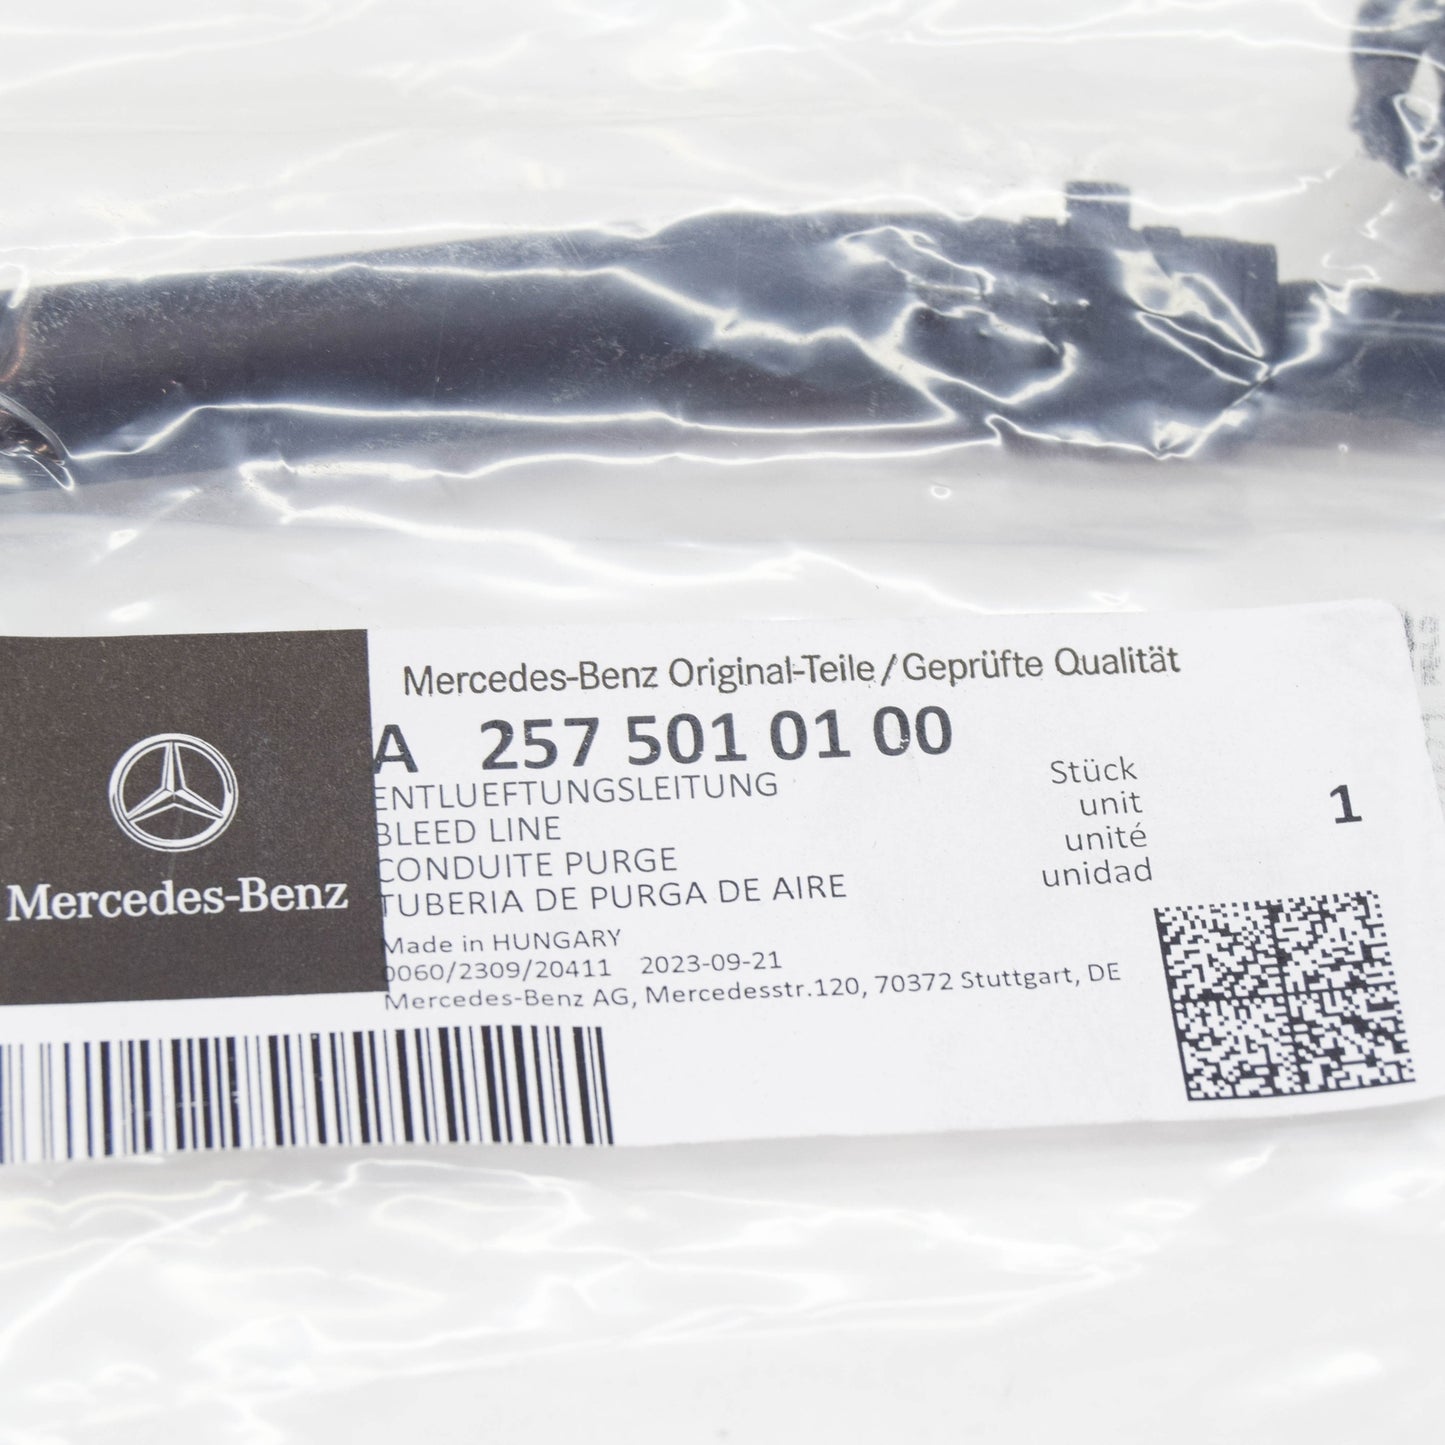 Mercedes-Benz Original-Teile/Geprüfte Qualität
A 257 501 01 00
ENTLUEFTUNGSLEITUNG
BLEED LINE
CONDUITE PURGE
TUBERIA DE PURGA DE AIRE
Stück
unit
unité
unidad
1
Made in HUNGARY
0060/2309/20411 2023-09-21
Mercedes-Benz AG, Mercedesstr.120, 70372 Stuttgart, DE
Mercedes-Benz